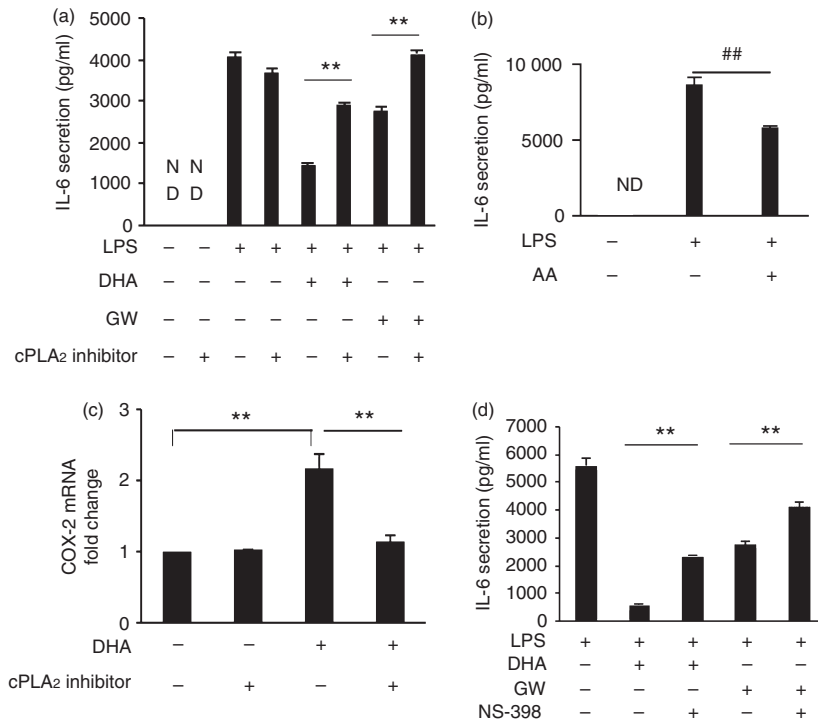 (a)
5000
4000
3000
2000
1000
0
IL-6 secretion (pg/ml)
N N
D D
**
**
LPS – – + + + + + +
DHA – – – – + + – –
GW – – – – – – + +
cPLA2 inhibitor – + – + – + – +
(b)
10 000
5000
0
IL-6 secretion (pg/ml)
ND
##
LPS – + +
AA – – +
(c)
3
2
1
0
COX-2 mRNA
fold change
**
**
DHA – – + +
cPLA2 inhibitor – + – +
(d)
7000
6000
5000
4000
3000
2000
1000
0
IL-6 secretion (pg/ml)
**
**
LPS + + + + +
DHA – + + – –
GW – – – + +
NS-398 – – + – +